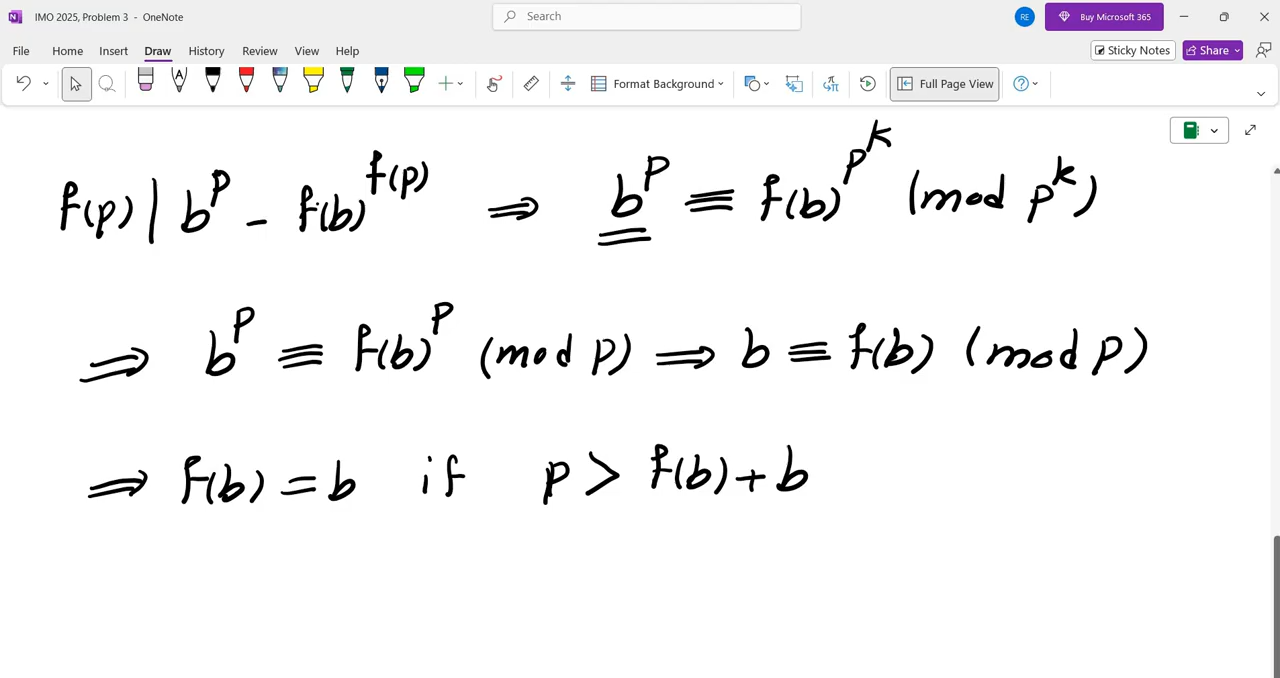 IMO 2025, Problem 3 - OneNote
Search
RE
Buy Microsoft 365
File Home Insert Draw History Review View Help
Sticky Notes
Share
Format Background
Full Page View
f(p) | b^p - f(b)^{f(p)} ⇒ b^p ≡ f(b)^{p^k} (mod p^k)
⇒ b^p ≡ f(b)^p (mod p) ⇒ b ≡ f(b) (mod p)
⇒ f(b) = b if p > f(b) + b